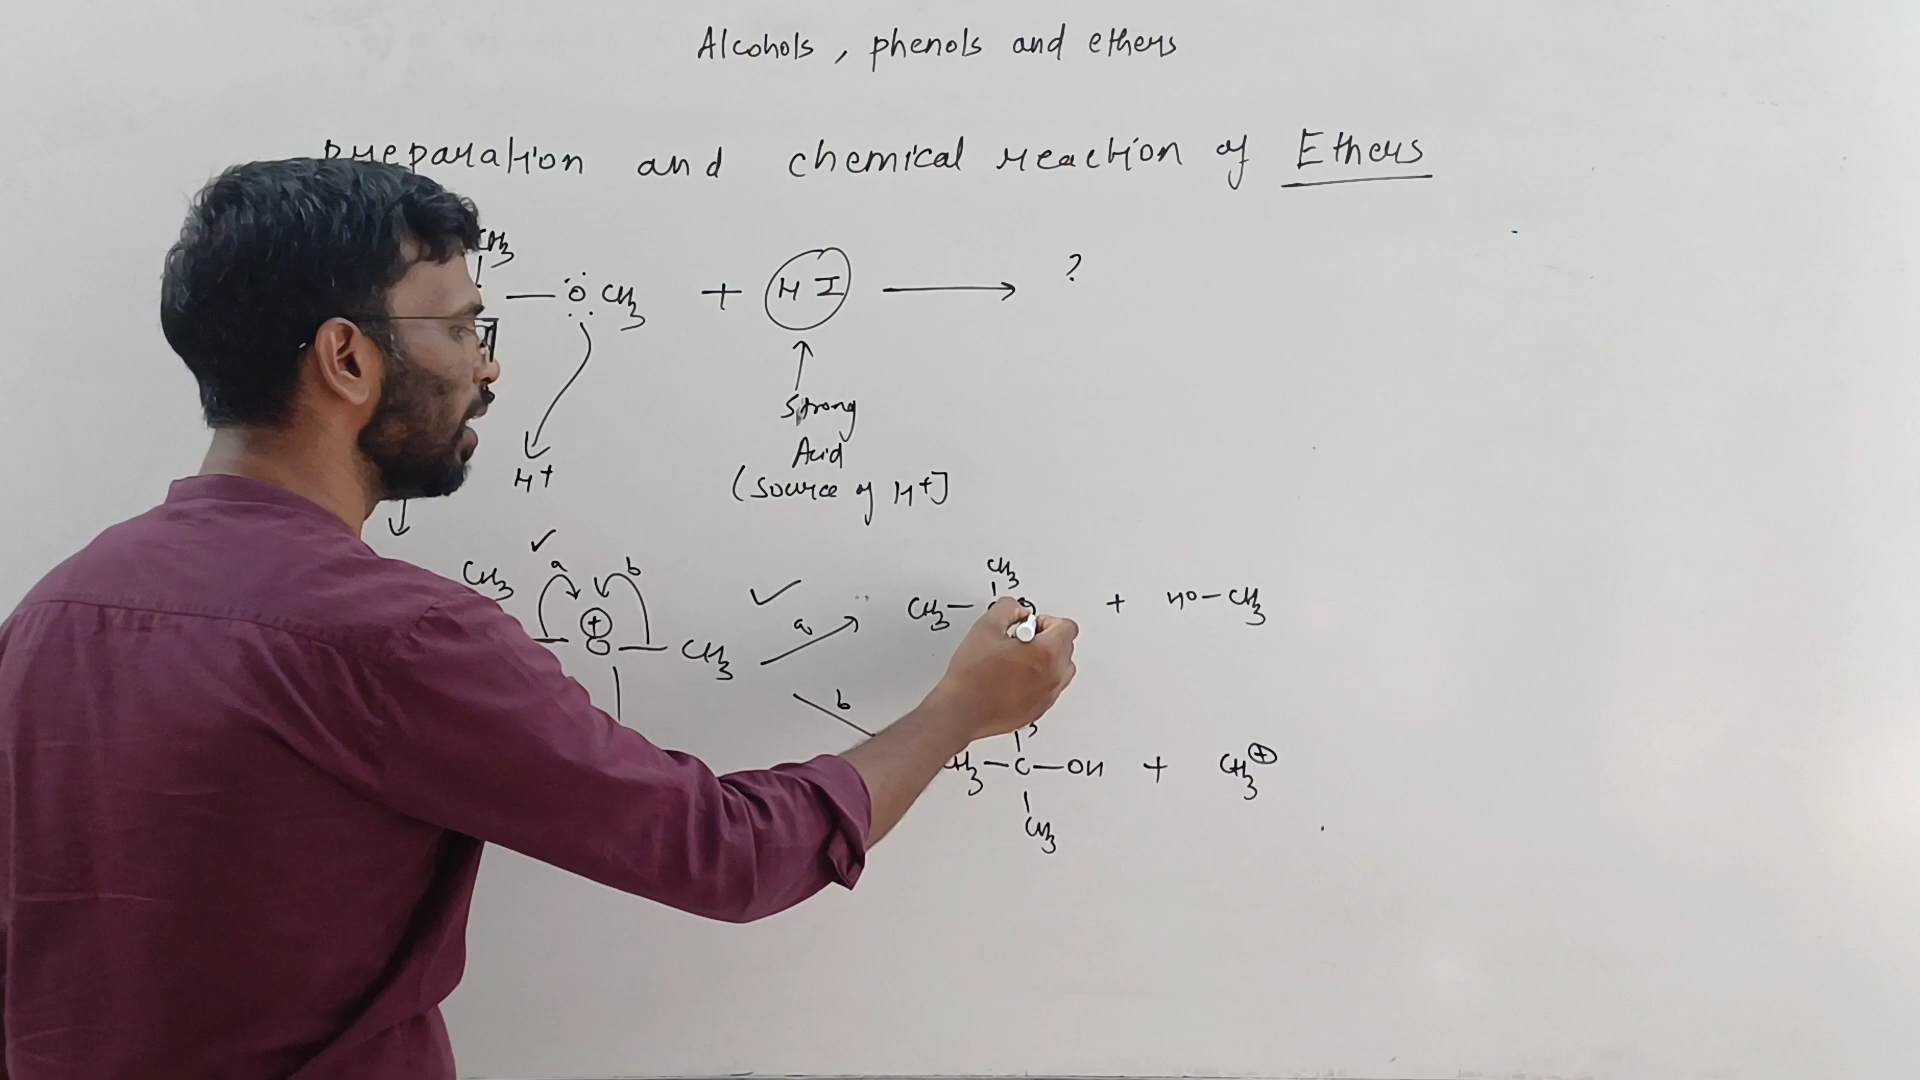 Alcohols, phenols and ethers
preparation and chemical reaction of Ethers
CH3
— O CH3 + HI → ?
Strong
Acid
H+
(source of H+]
CH3 a b
⊕
O — CH3
a
CH3
CH3 — + HO-CH3
b
CH3 - C - OH + CH3⊕
CH3